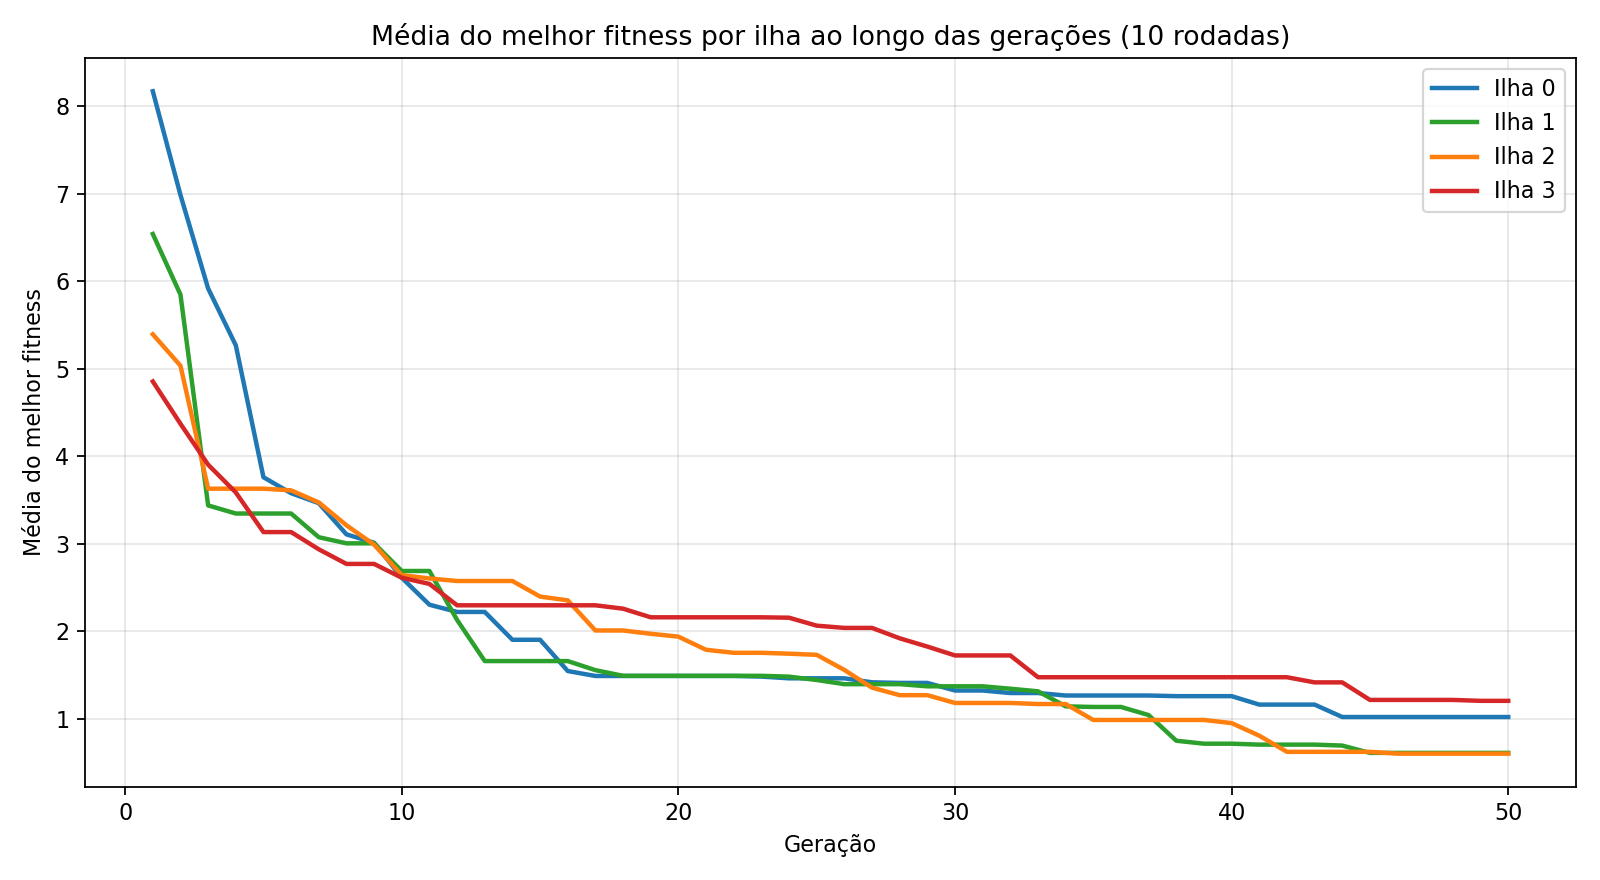 Média do melhor fitness por ilha ao longo das gerações (10 rodadas)
Ilha 0
Ilha 1
Ilha 2
Ilha 3
Média do melhor fitness
8
7
6
5
4
3
2
1
0 10 20 30 40 50
Geração